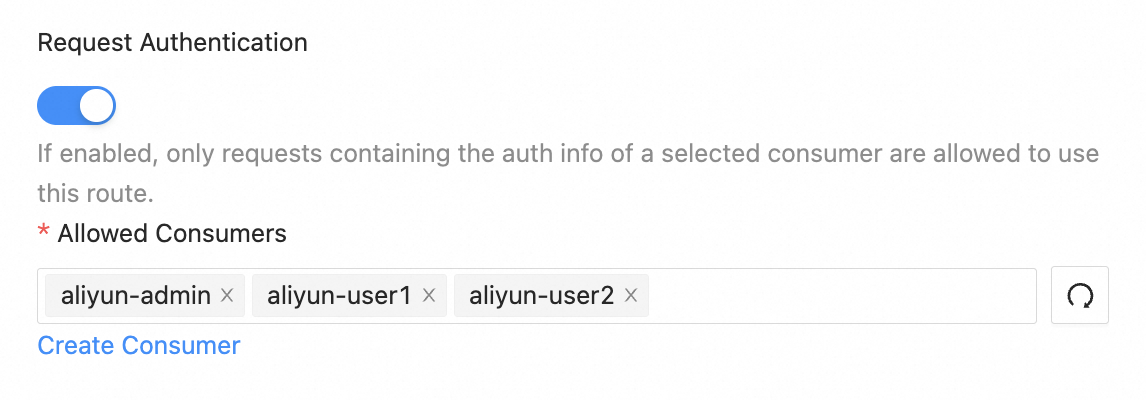 Request Authentication
If enabled, only requests containing the auth info of a selected consumer are allowed to use
this route.
* Allowed Consumers
aliyun-admin × aliyun-user1 × aliyun-user2 ×
Create Consumer